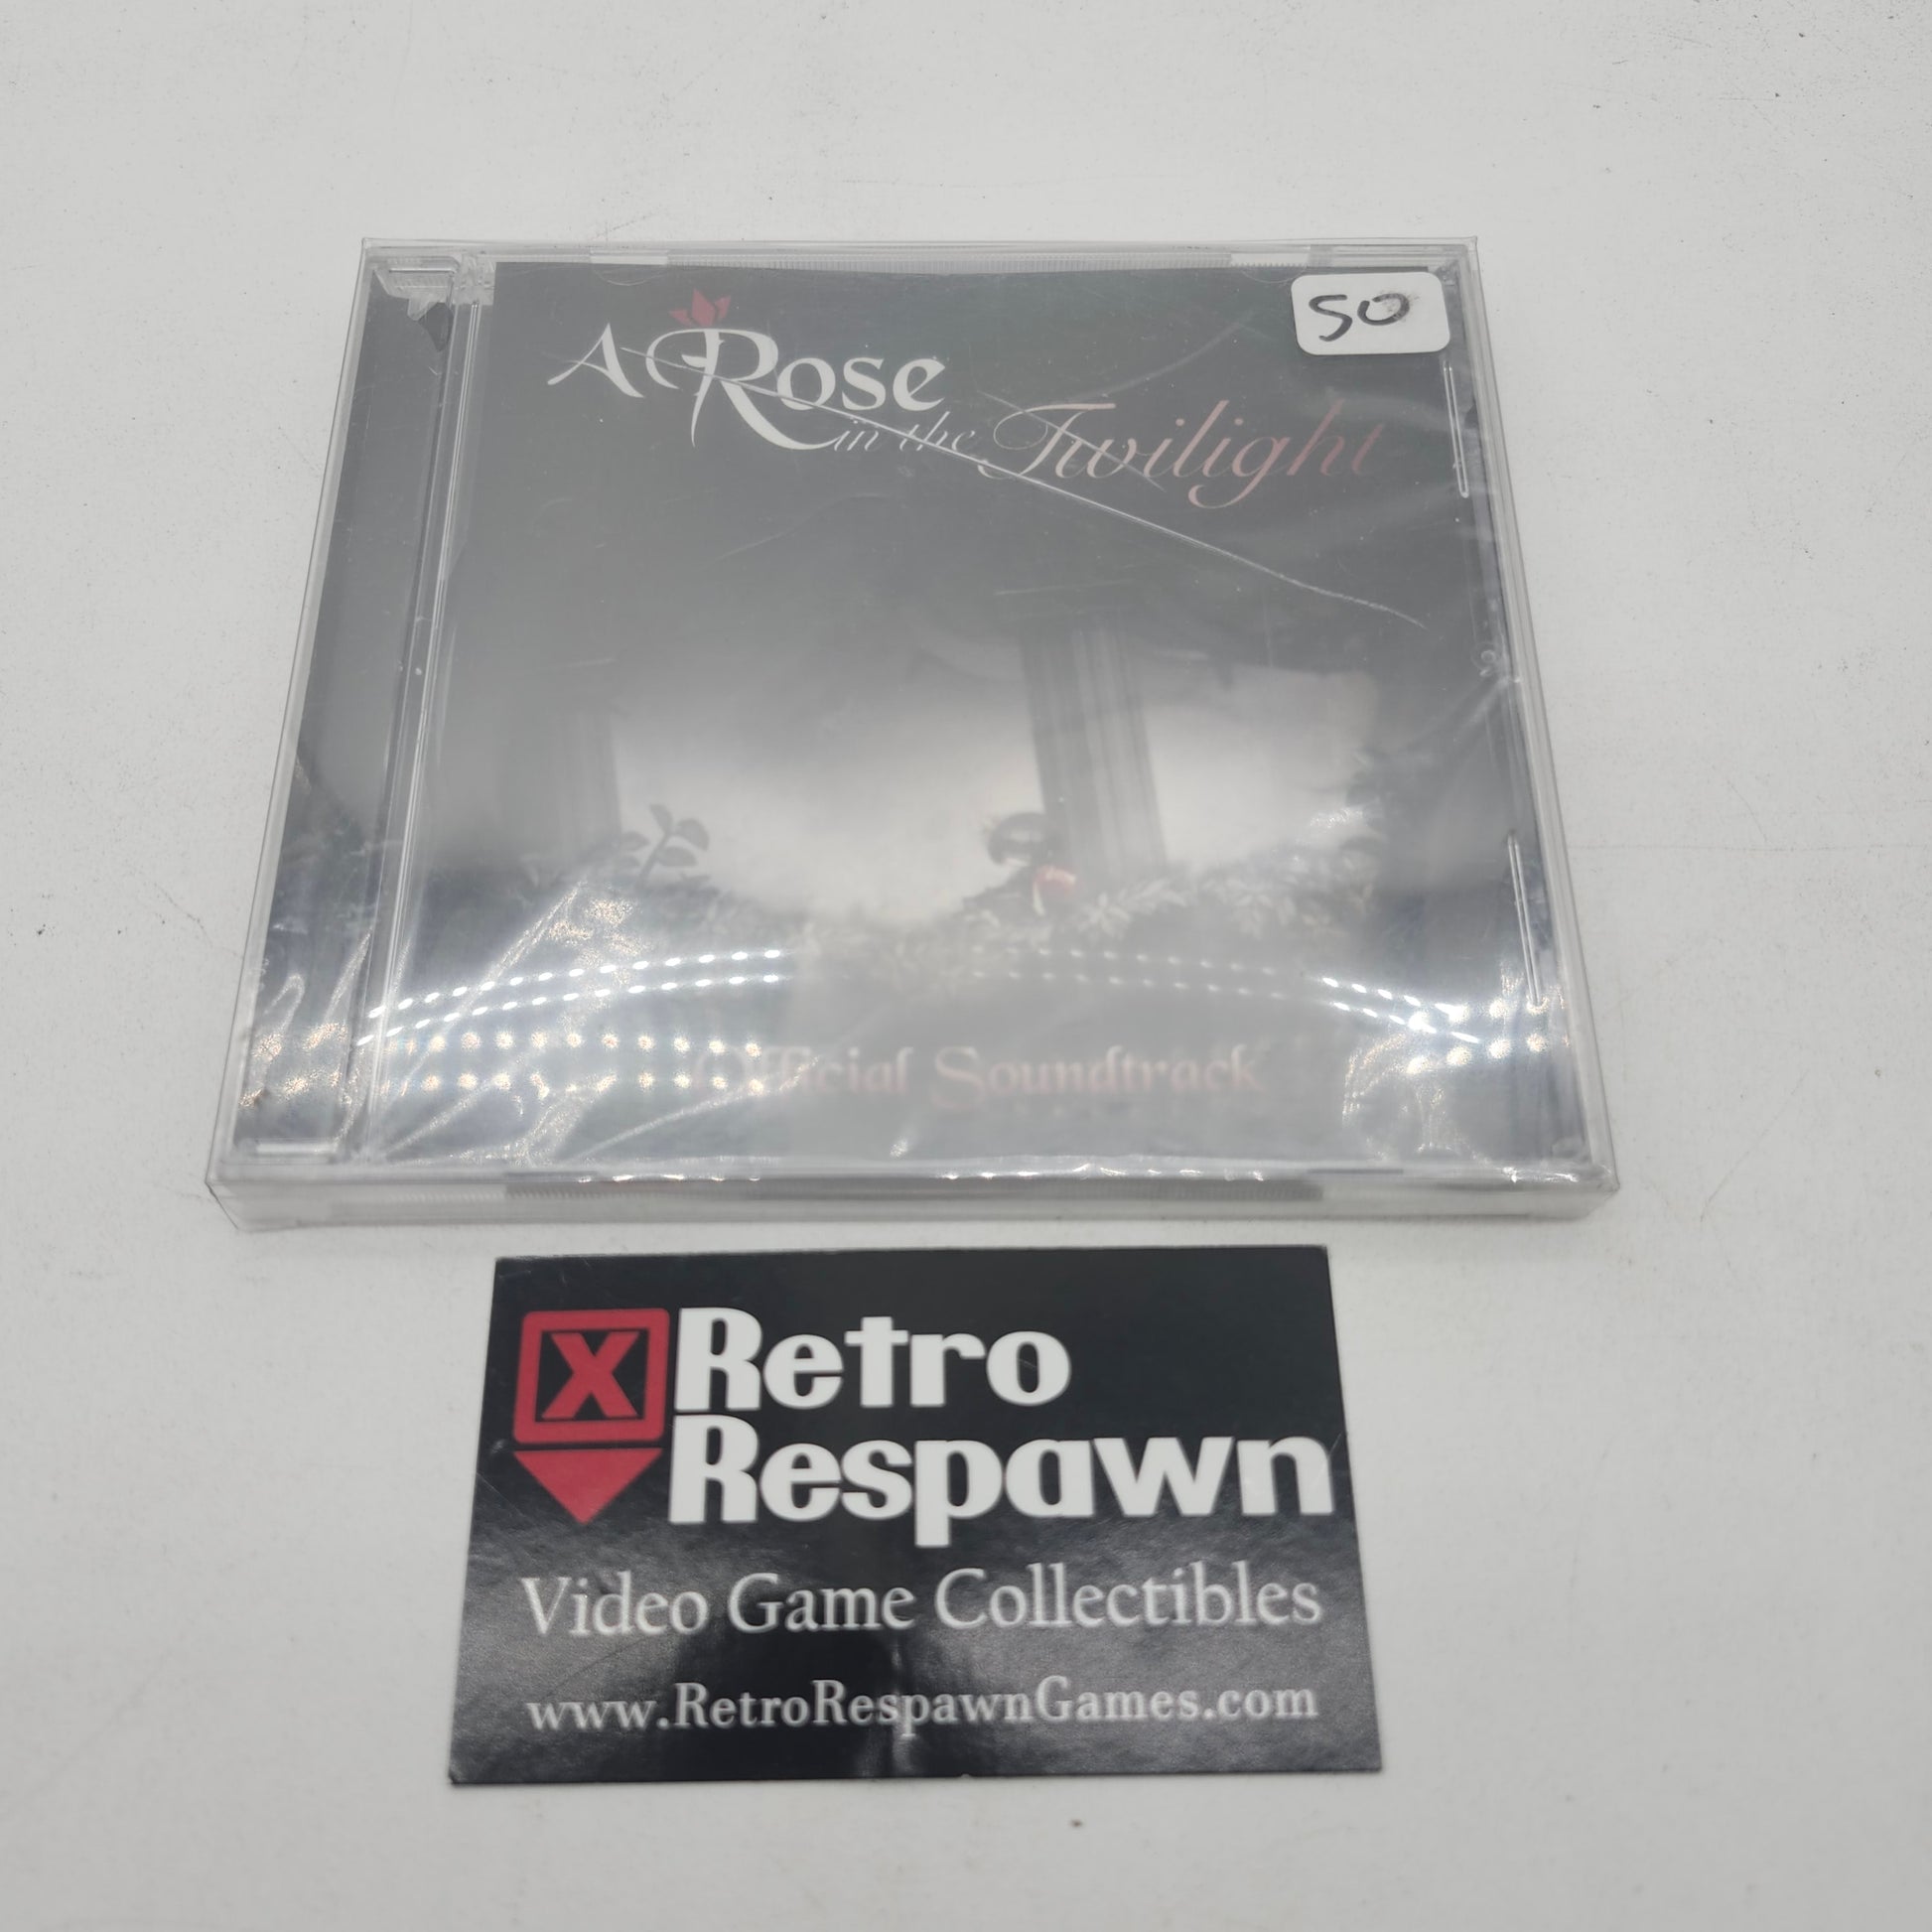 50
A Rose
in the Twilight
Official Soundtrack
X Retro
Respawn
Video Game Collectibles
www.RetroRespawnGames.com